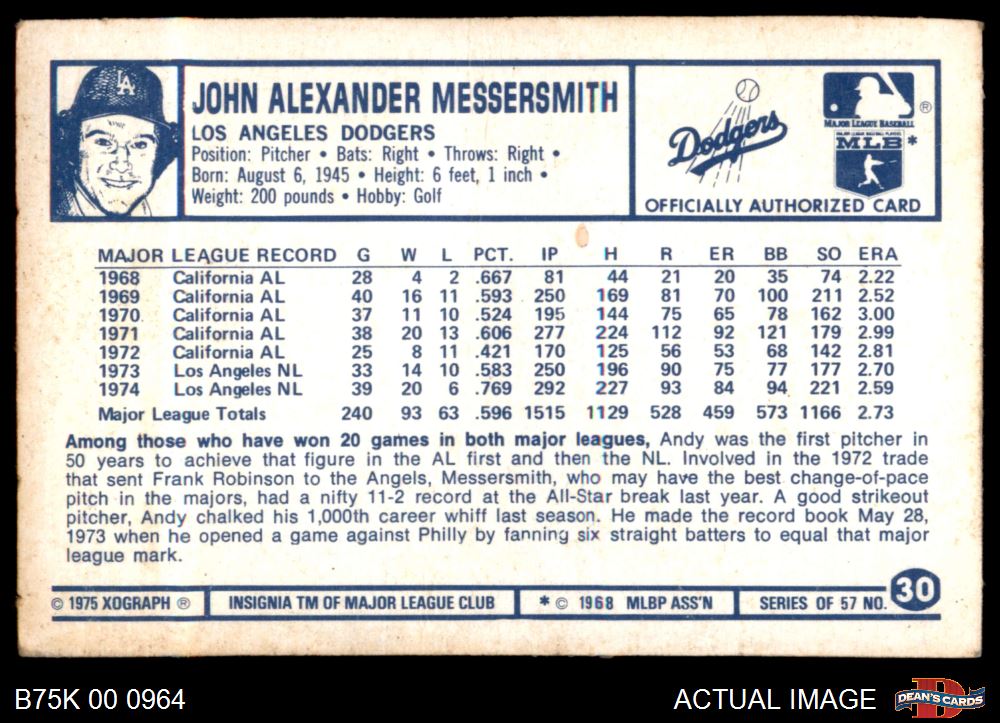 LA
JOHN ALEXANDER MESSERSMITH
LOS ANGELES DODGERS
Position: Pitcher • Bats: Right • Throws: Right •
Born: August 6, 1945 • Height: 6 feet, 1 inch •
Weight: 200 pounds • Hobby: Golf
Dodgers
®
MAJOR LEAGUE BASEBALL
MAJOR LEAGUE BASEBALL PLAYERS
MLB *
OFFICIALLY AUTHORIZED CARD
MAJOR LEAGUE RECORD G W L PCT. IP H R ER BB SO ERA
1968 California AL 28 4 2 .667 81 44 21 20 35 74 2.22
1969 California AL 40 16 11 .593 250 169 81 70 100 211 2.52
1970 California AL 37 11 10 .524 195 144 75 65 78 162 3.00
1971 California AL 38 20 13 .606 277 224 112 92 121 179 2.99
1972 California AL 25 8 11 .421 170 125 56 53 68 142 2.81
1973 Los Angeles NL 33 14 10 .583 250 196 90 75 77 177 2.70
1974 Los Angeles NL 39 20 6 .769 292 227 93 84 94 221 2.59
Major League Totals 240 93 63 .596 1515 1129 528 459 573 1166 2.73
Among those who have won 20 games in both major leagues, Andy was the first pitcher in
50 years to achieve that figure in the AL first and then the NL. Involved in the 1972 trade
that sent Frank Robinson to the Angels, Messersmith, who may have the best change-of-pace
pitch in the majors, had a nifty 11-2 record at the All-Star break last year. A good strikeout
pitcher, Andy chalked his 1,000th career whiff last season. He made the record book May 28,
1973 when he opened a game against Philly by fanning six straight batters to equal that major
league mark.
© 1975 XOGRAPH ® INSIGNIA TM OF MAJOR LEAGUE CLUB * © 1968 MLBP ASS'N SERIES OF 57 NO. 30
B75K 00 0964 ACTUAL IMAGE DEAN'S CARDS